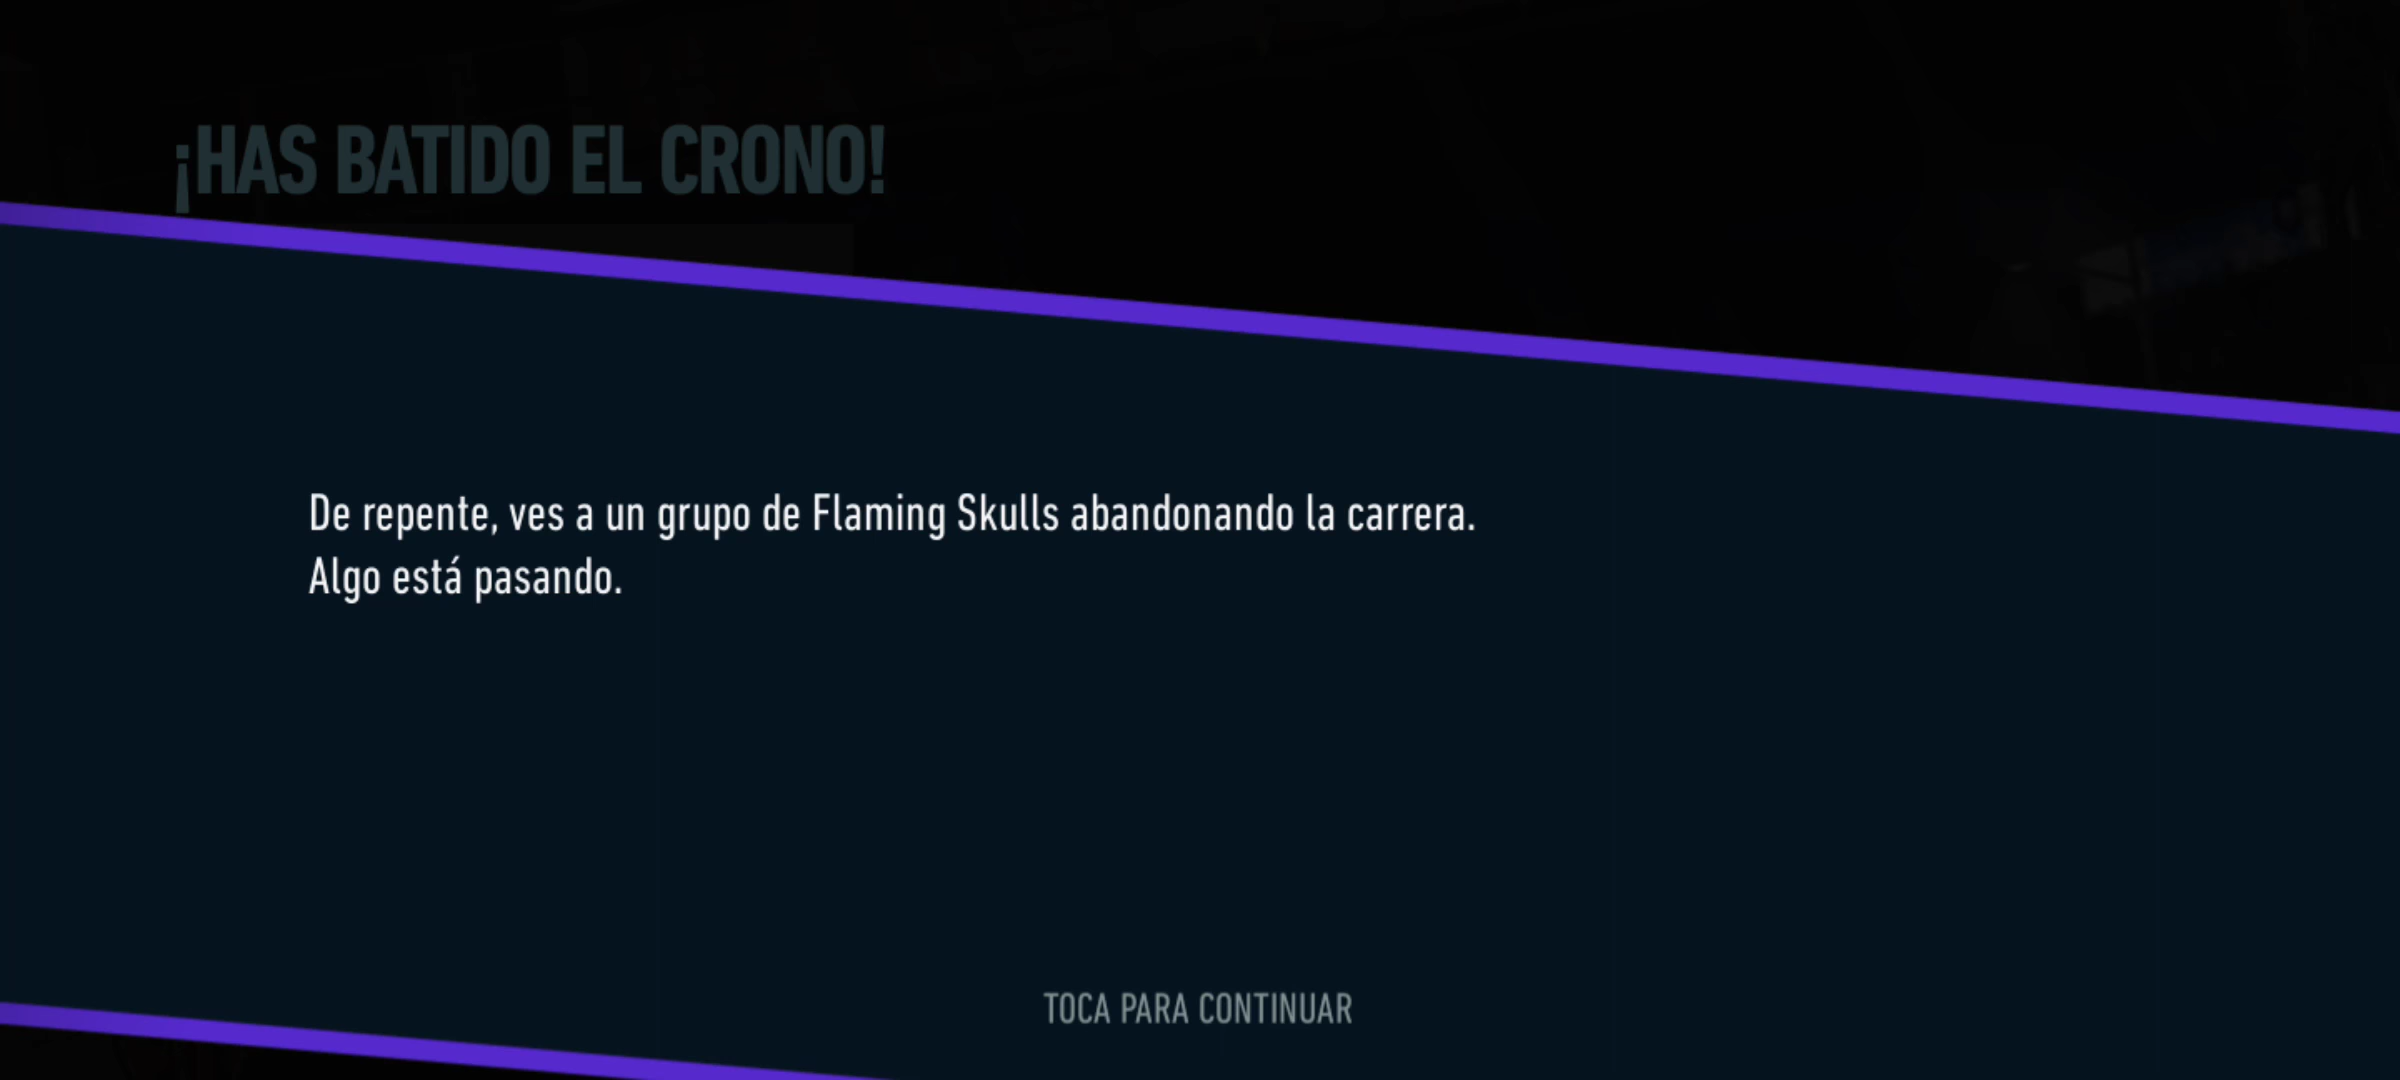 ¡HAS BATIDO EL CRONO!
De repente, ves a un grupo de Flaming Skulls abandonando la carrera.
Algo está pasando.
TOCA PARA CONTINUAR